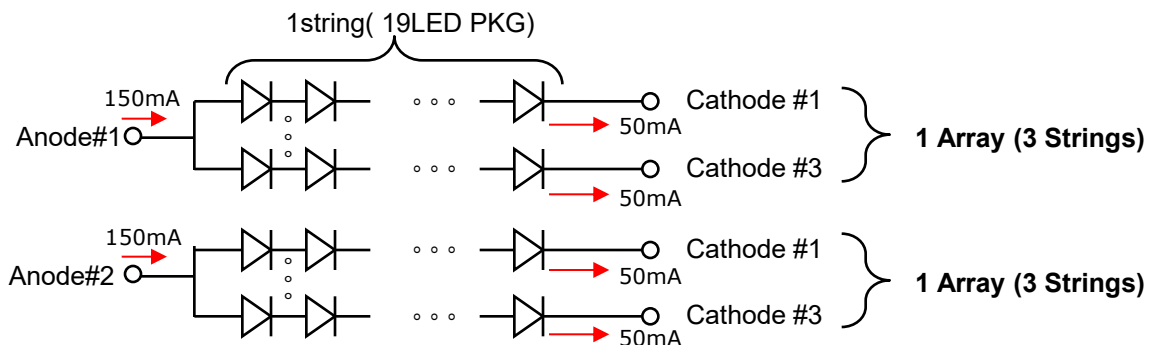 1string( 19LED PKG)
150mA
Anode#1
50mA
Cathode #1
50mA
Cathode #3
1 Array (3 Strings)
150mA
Anode#2
50mA
Cathode #1
50mA
Cathode #3
1 Array (3 Strings)